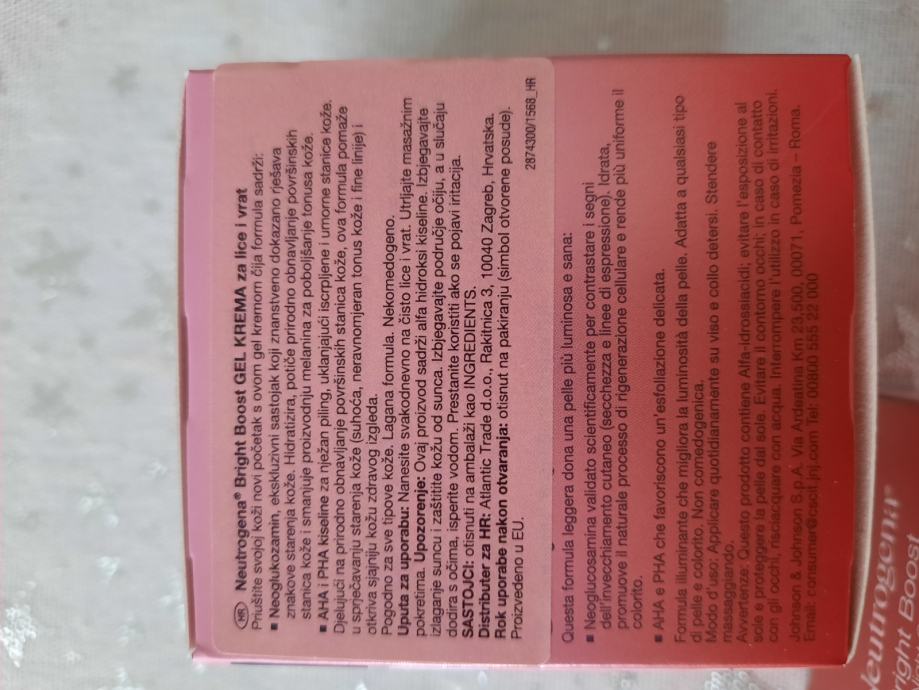 HR Neutrogena® Bright Boost GEL KREMA za lice i vrat
Priuštite svojoj koži novi početak s ovom gel kremom čija formula sadrži:
▪ Neoglukozamin, ekskluzivni sastojak koji znanstveno dokazano rješava
znakove starenja kože. Hidratizira, potiče prirodno obnavljanje površinskih
stanica kože i smanjuje proizvodnju melanina za poboljšanje tonusa kože.
▪ AHA i PHA kiseline za nježan piling, uklanjajući iscrpljene i umorne stanice kože.
Djelujući na prirodno obnavljanje površinskih stanica kože, ova formula pomaže
u sprječavanju starenja kože (suhoća, neravnomjeran tonus kože i fine linije) i
otkriva sjajniju kožu zdravog izgleda.
Pogodno za sve tipove kože. Lagana formula. Nekomedogeno.
Uputa za uporabu: Nanesite svakodnevno na čisto lice i vrat. Utrljajte masažnim
pokretima. Upozorenje: Ovaj proizvod sadrži alfa hidroksi kiseline. Izbjegavajte
izlaganje suncu i zaštitite kožu od sunca. Izbjegavajte područje očiju, a u slučaju
dodira s očima, isperite vodom. Prestanite koristiti ako se pojavi iritacija.
SASTOJCI: otisnuti na ambalaži kao INGREDIENTS.
Distributer za HR: Atlantic Trade d.o.o., Rakitnica 3, 10040 Zagreb, Hrvatska.
Rok uporabe nakon otvaranja: otisnut na pakiranju (simbol otvorene posude).
Proizvedeno u EU.
2874300/1568_HR
Questa formula leggera dona una pelle più luminosa e sana:
▪ Neoglucosamina validato scientificamente per contrastare i segni
dell'invecchiamento cutaneo (secchezza e linee di espressione). Idrata,
promuove il naturale processo di rigenerazione cellulare e rende più uniforme il
colorito.
▪ AHA e PHA che favoriscono un'esfoliazione delicata.
Formula illuminante che migliora la luminosità della pelle. Adatta a qualsiasi tipo
di pelle e colorito. Non comedogenica.
Modo d'uso: Applicare quotidianamente su viso e collo detersi. Stendere
massaggiando.
Avvertenze: Questo prodotto contiene Alfa-idrossiacidi; evitare l'esposizione al
sole e proteggere la pelle dal sole. Evitare il contorno occhi; in caso di contatto
con gli occhi, risciacquare con acqua. Interrompere l'utilizzo in caso di irritazioni.
Johnson & Johnson S.p.A, Via Ardeatina Km 23,500, 00071, Pomezia – Roma.
Email: consumer@cscit.jnj.com Tel: 00800 555 22 000
Neutrogena®
Bright Boost